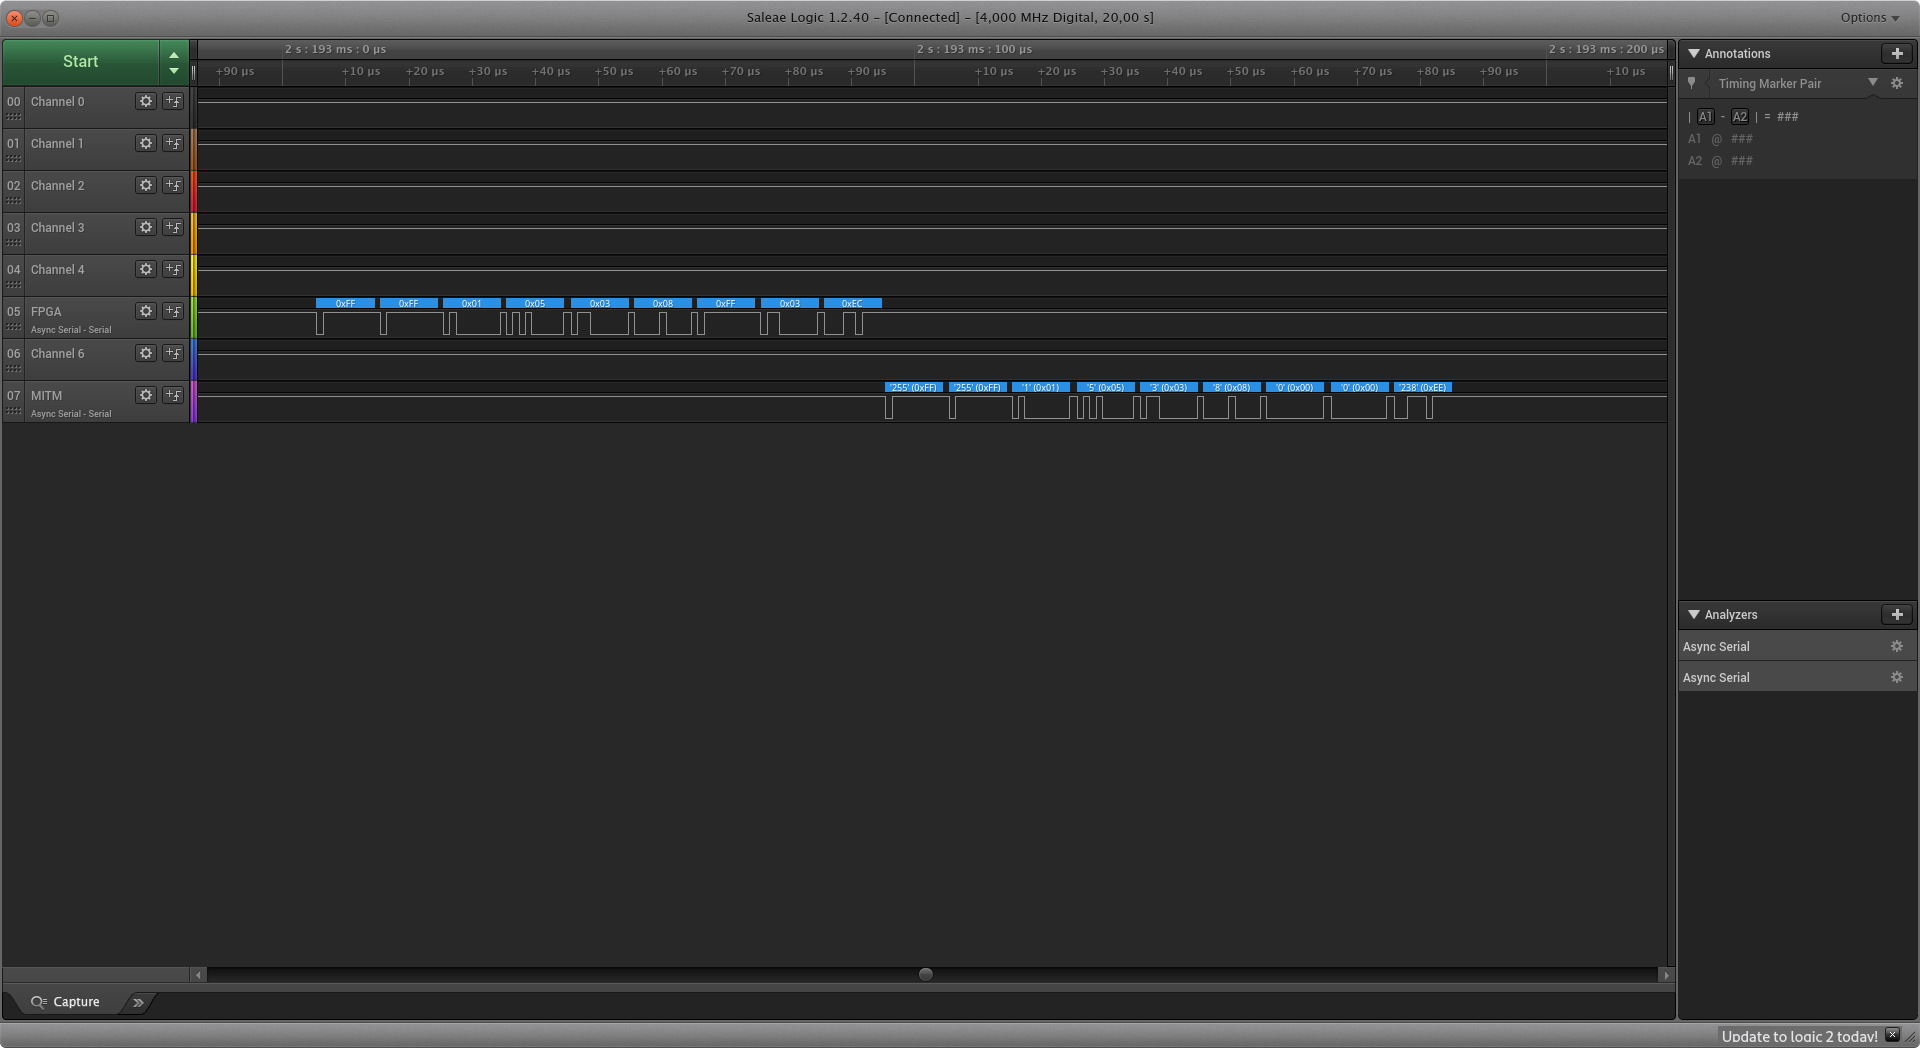 Saleae Logic 1.2.40 – [Connected] – [4,000 MHz Digital, 20,00 s]
Options
Start
2 s : 193 ms : 0 µs
2 s : 193 ms : 100 µs
2 s : 193 ms : 200 µs
+90 µs +10 µs +20 µs +30 µs +40 µs +50 µs +60 µs +70 µs +80 µs +90 µs +10 µs +20 µs +30 µs +40 µs +50 µs +60 µs +70 µs +80 µs +90 µs +10 µs
00 Channel 0
01 Channel 1
02 Channel 2
03 Channel 3
04 Channel 4
05 FPGA
Async Serial - Serial
0xFF 0xFF 0x01 0x05 0x03 0x08 0xFF 0x03 0xEC
06 Channel 6
07 MITM
Async Serial - Serial
'255' (0xFF) '255' (0xFF) '1' (0x01) '5' (0x05) '3' (0x03) '8' (0x08) '0' (0x00) '0' (0x00) '238' (0xEE)
Annotations
Timing Marker Pair
| A1 - A2 | = ###
A1 @ ###
A2 @ ###
Analyzers
Async Serial
Async Serial
Capture
Update to logic 2 today!